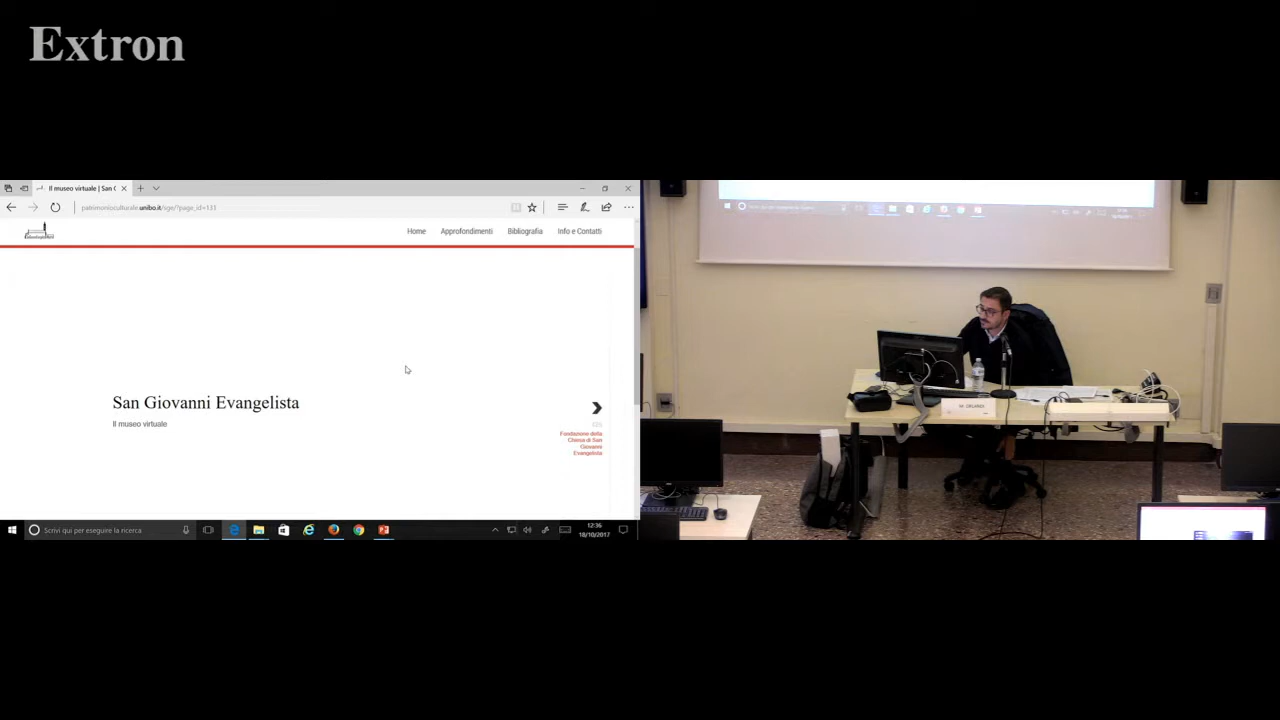 Extron
Il museo virtuale | San G
patrimonioculturale.unibo.it/sge/?page_id=133
Home Approfondimenti Bibliografia Info e Contatti
San Giovanni Evangelista
Il museo virtuale
Fundazione della
Chiesa di San
Giovanni
Evangelista
Scrivi qui per eseguire la ricerca
12:36
18/10/2017